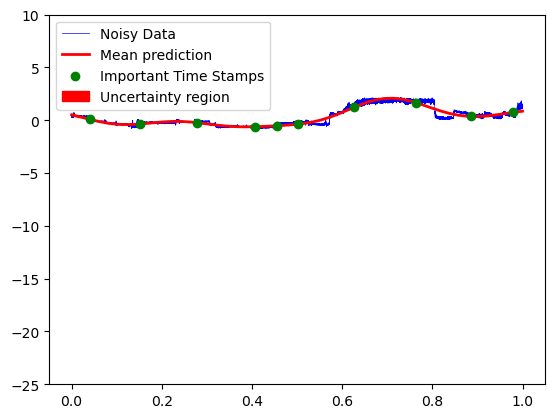 Noisy Data
Mean prediction
Important Time Stamps
Uncertainty region
10
5
0
−5
−10
−15
−20
−25
0.0 0.2 0.4 0.6 0.8 1.0